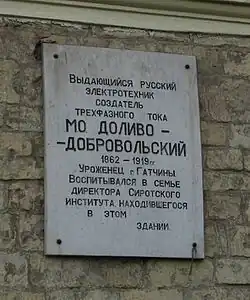 Выдающийся русский
электротехник
создатель
трехфазного тока
МО ДОЛИВО -
-ДОБРОВОЛЬСКИЙ
1862 – 1919гг.
Уроженец г. Гатчины.
Воспитывался в семье
директора Сиротского
института, находившегося
в этом
здании.